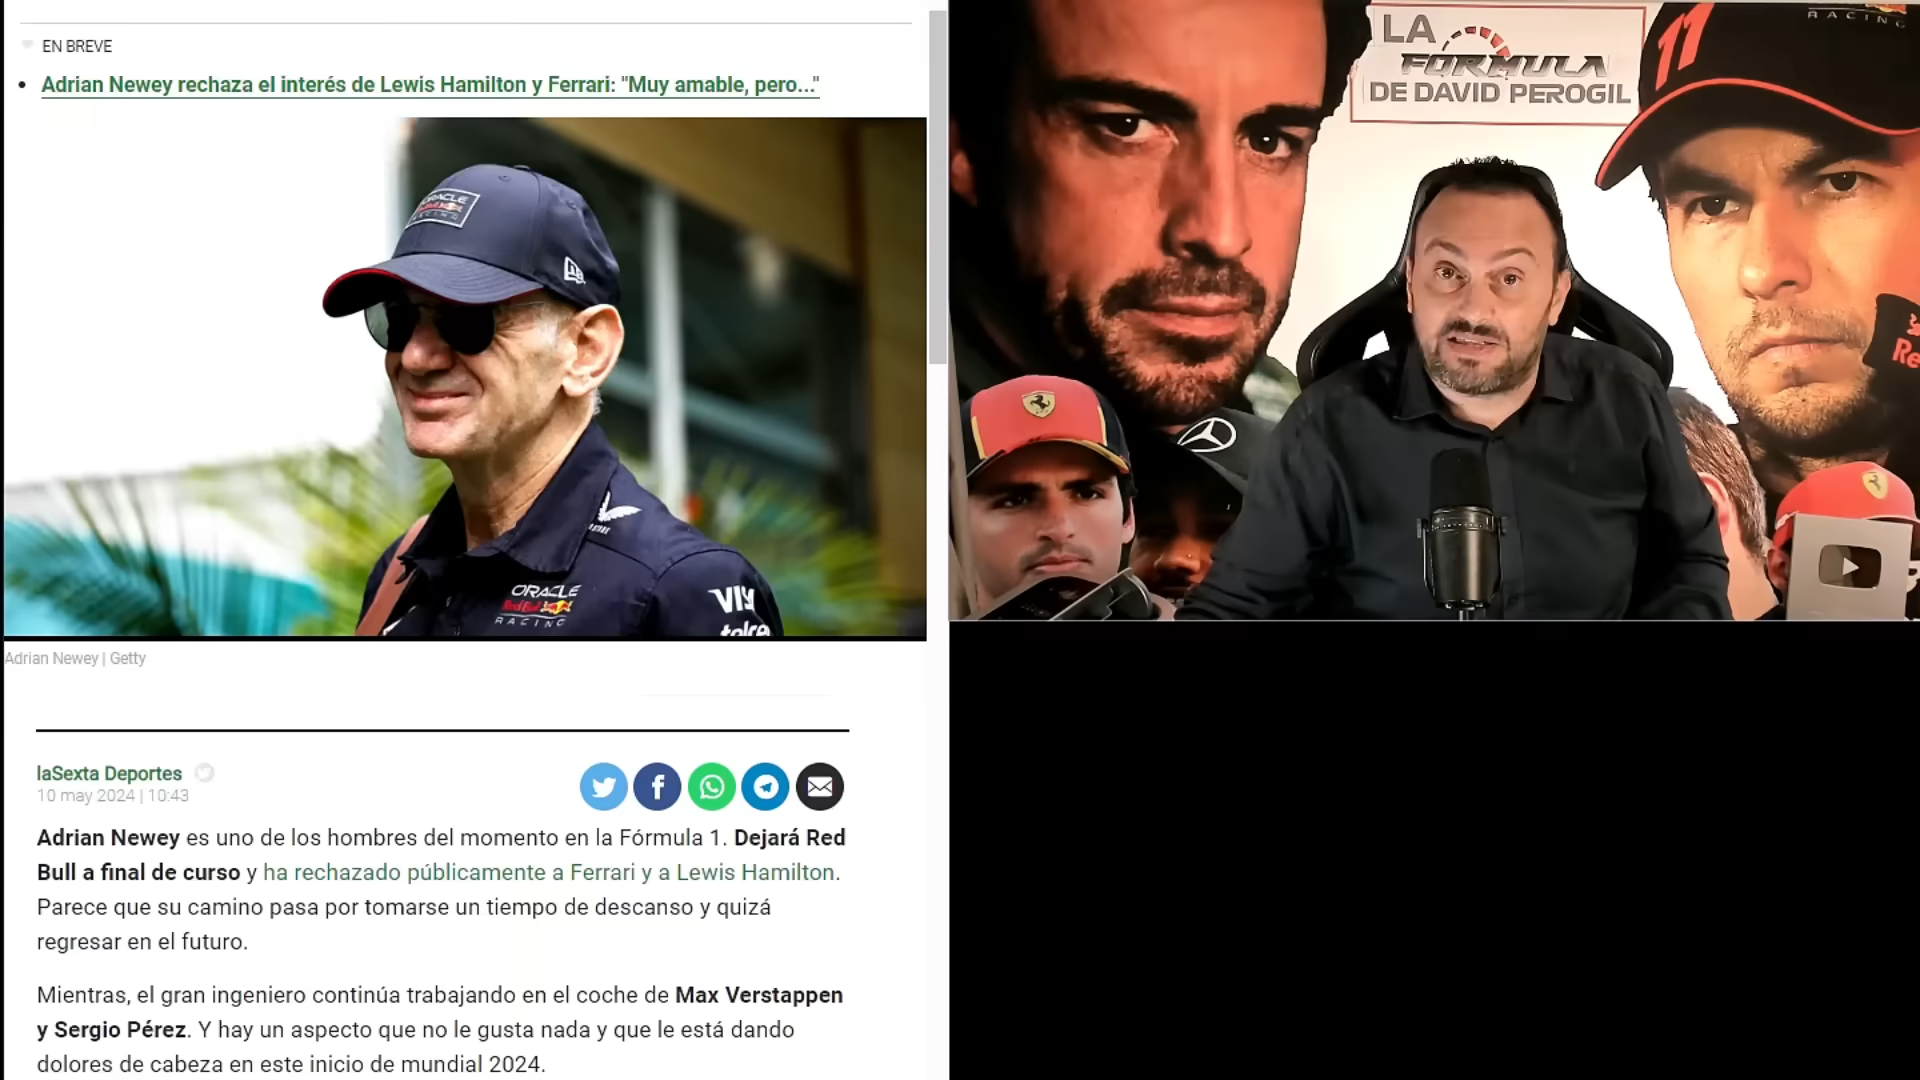 EN BREVE
Adrian Newey rechaza el interés de Lewis Hamilton y Ferrari: "Muy amable, pero..."
ORACLE
RACING
ORACLE
Red Bull
RACING
VISA
Adrian Newey | Getty
laSexta Deportes
10 may 2024 | 10:43
Adrian Newey es uno de los hombres del momento en la Fórmula 1. Dejará Red
Bull a final de curso y ha rechazado públicamente a Ferrari y a Lewis Hamilton.
Parece que su camino pasa por tomarse un tiempo de descanso y quizá
regresar en el futuro.
Mientras, el gran ingeniero continúa trabajando en el coche de Max Verstappen
y Sergio Pérez. Y hay un aspecto que no le gusta nada y que le está dando
dolores de cabeza en este inicio de mundial 2024.
LA
FORMULA
DE DAVID PEROGIL
11
RACING
Re